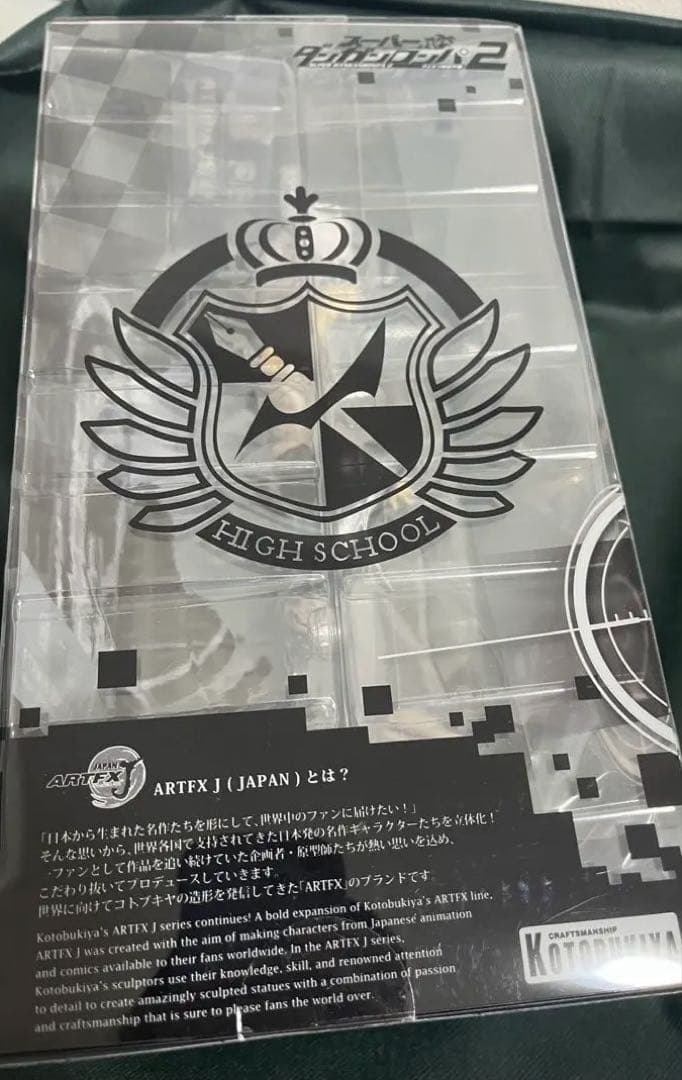 スーパー
ダンガンロンパ2
HIGH SCHOOL
JAPAN
ARTFX J
ARTFX J ( JAPAN ) とは？
「日本から生まれた名作たちを形にして、世界中のファンに届けたい！」
そんな思いから、世界各国で支持されてきた日本発の名作キャラクターたちを立体化！
一ファンとして作品を追い続けていた企画者・原型師たちが熱い思いを込め、
こだわり抜いてプロデュースしていきます。
世界に向けてコトブキヤの造形を発信してきた「ARTFX」のブランドです。
Kotobukiya's ARTFX J series continues! A bold expansion of Kotobukiya's ARTFX line,
ARTFX J was created with the aim of making characters from Japanese animation
and comics available to their fans worldwide. In the ARTFX J series,
Kotobukiya's sculptors use their knowledge, skill, and renowned attention
to detail to create amazingly sculpted statues with a combination of passion
and craftsmanship that is sure to please fans the world over.
CRAFTSMANSHIP
KOTOBUKIYA